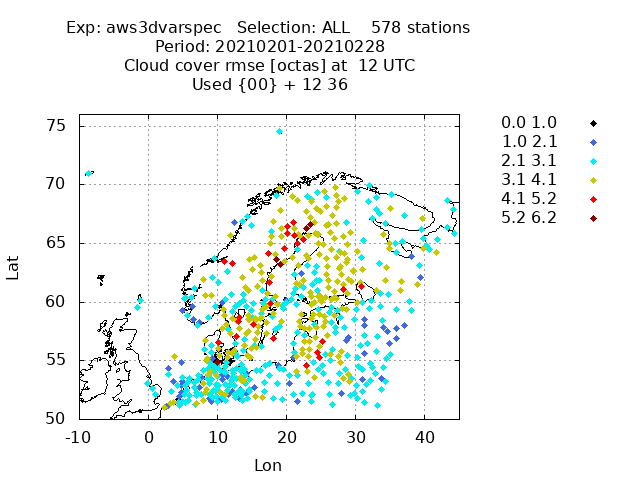 Exp: aws3dvarspec   Selection: ALL    578 stations
Period: 20210201-20210228
Cloud cover rmse [octas] at  12 UTC
Used {00} + 12 36
0.0 1.0
1.0 2.1
2.1 3.1
3.1 4.1
4.1 5.2
5.2 6.2
75
70
65
60
55
50
Lat
-10 0 10 20 30 40
Lon